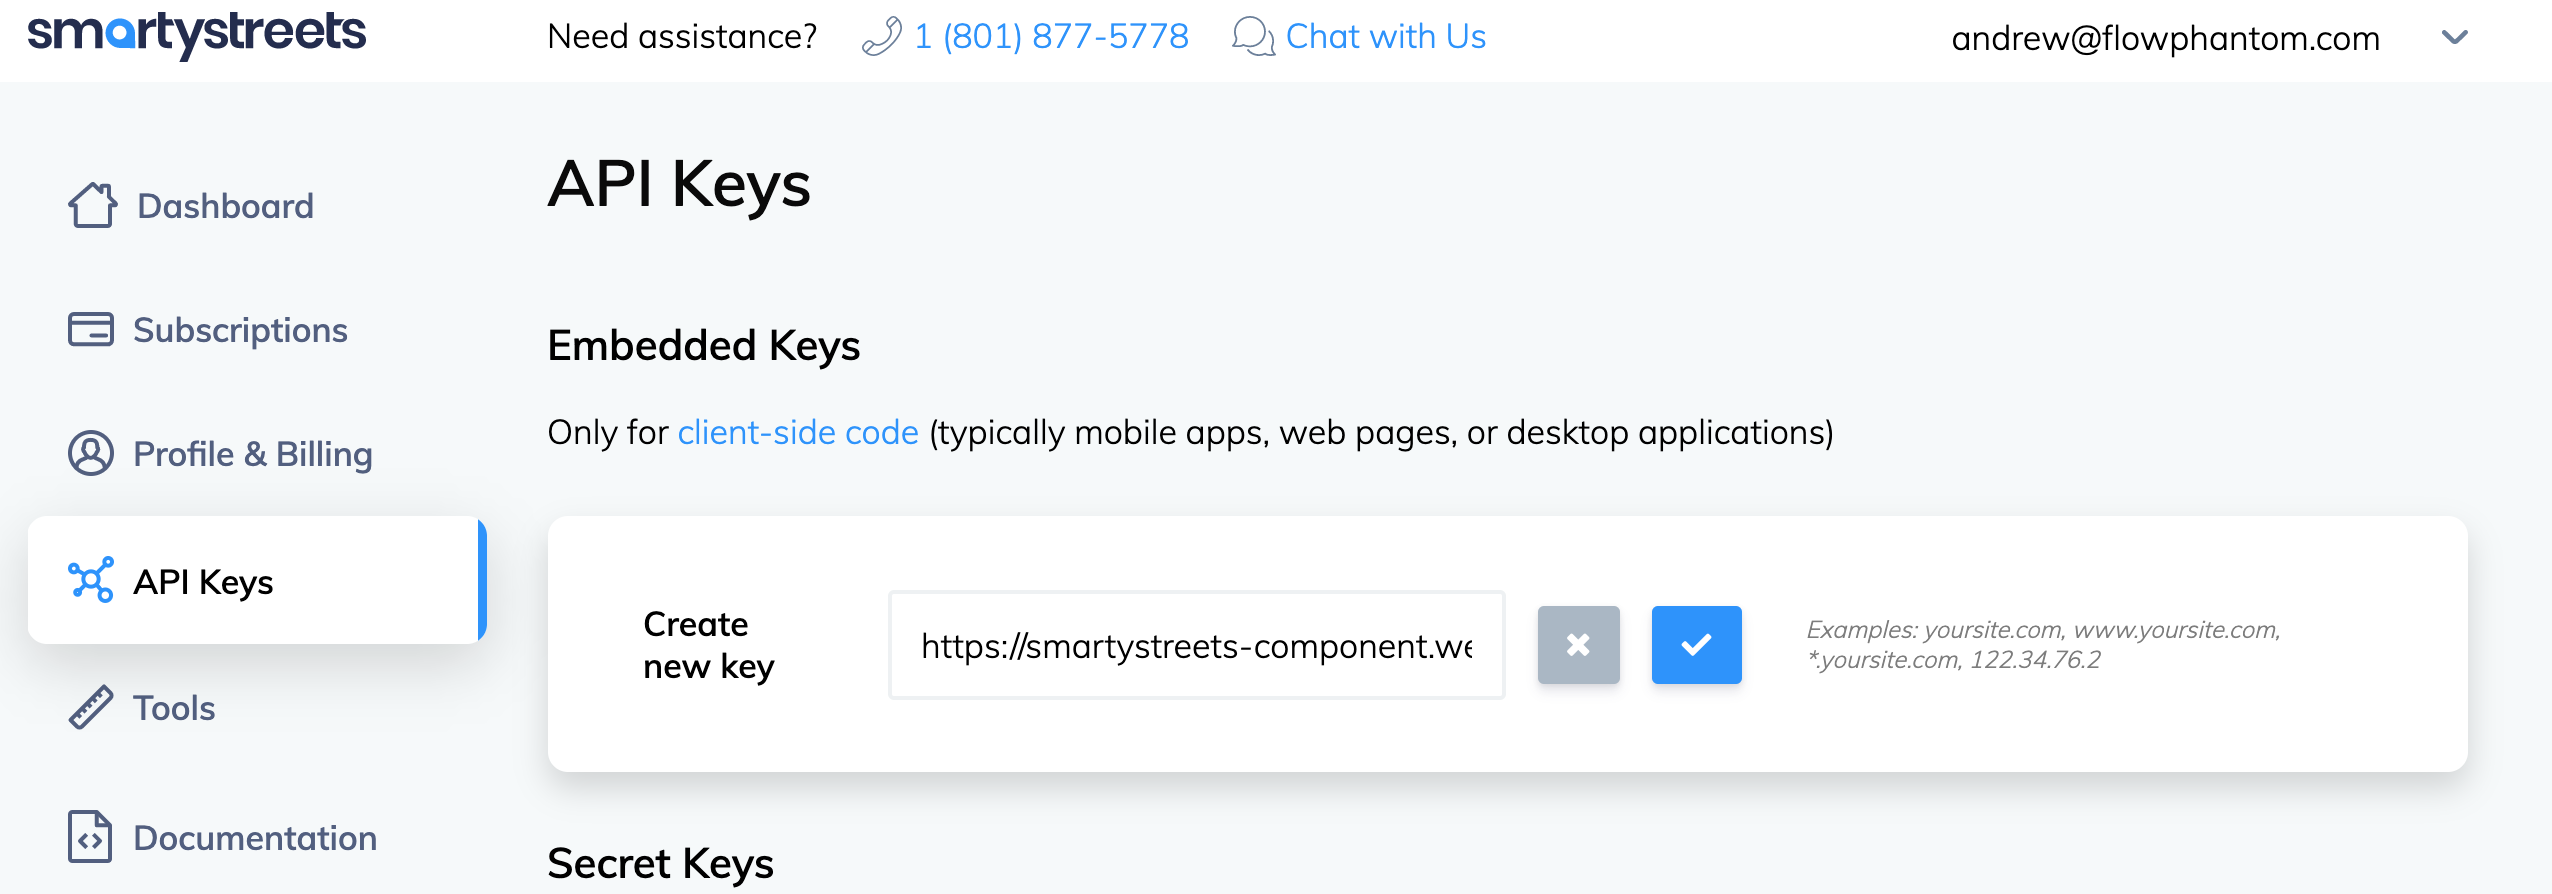 smartystreets
Need assistance? 1 (801) 877-5778 Chat with Us
andrew@flowphantom.com
Dashboard
Subscriptions
Profile & Billing
API Keys
Tools
Documentation
API Keys
Embedded Keys
Only for client-side code (typically mobile apps, web pages, or desktop applications)
Create
new key
https://smartystreets-component.we
Examples: yoursite.com, www.yoursite.com,
*.yoursite.com, 122.34.76.2
Secret Keys